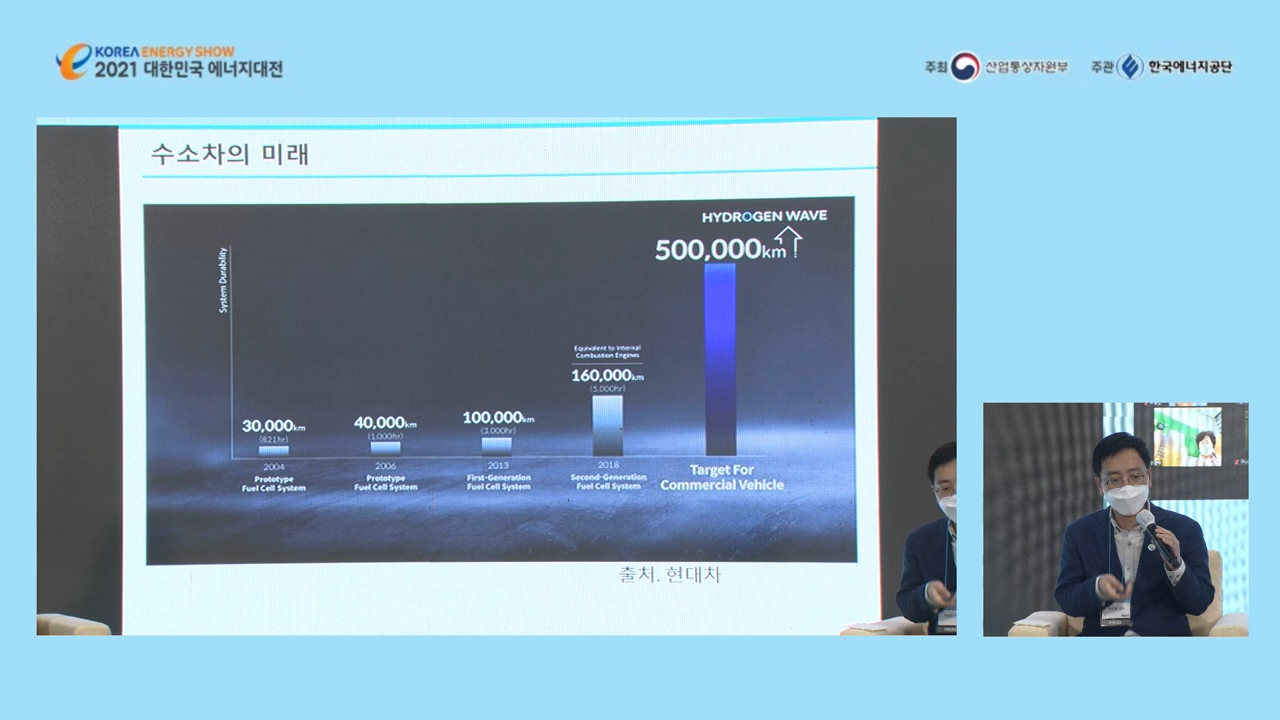 KOREA ENERGY SHOW
2021 대한민국 에너지대전
주최 산업통상자원부 주관 한국에너지공단
수소차의 미래
HYDROGEN WAVE
500,000km
System Durability
Equivalent to Internal
Combustion Engines
160,000km
(5,000hr)
100,000km
(3,000hr)
40,000km
(1,000hr)
30,000km
(821hr)
2004
Prototype
Fuel Cell System
2006
Prototype
Fuel Cell System
2013
First-Generation
Fuel Cell System
2018
Second-Generation
Fuel Cell System
Target For
Commercial Vehicle
출처. 현대차